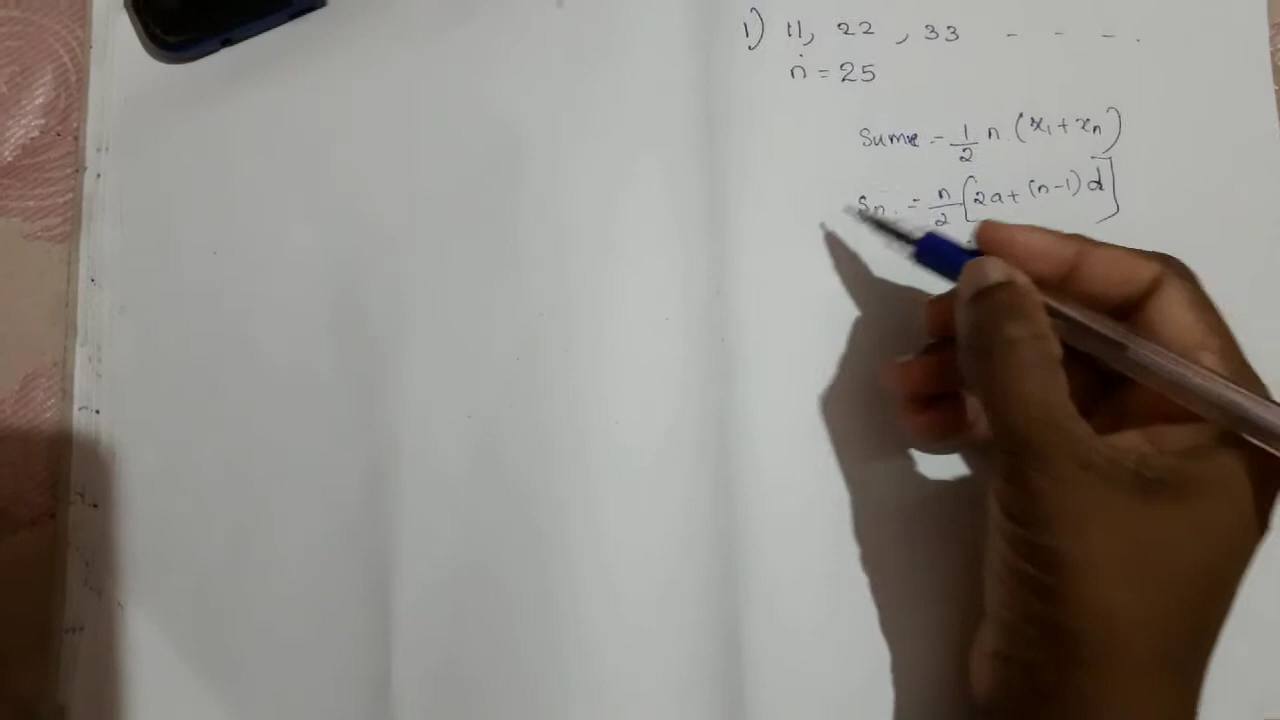 1) 11, 22, 33 - - - .
n = 25
Sum = 1/2 n (x₁ + xₙ)
Sn. = n/2 [2a + (n-1) d]